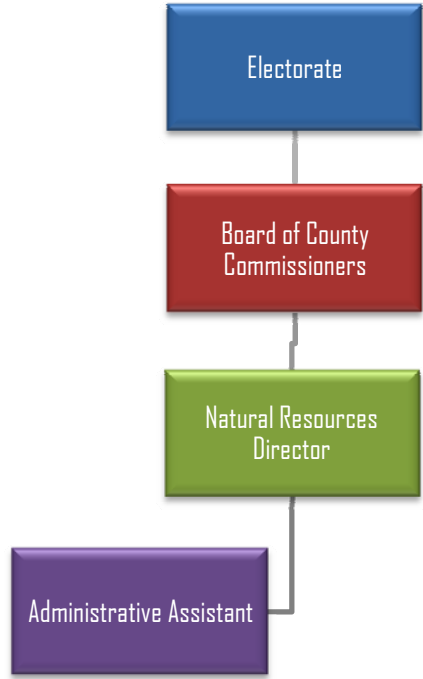 Electorate
Board of County
Commissioners
Natural Resources
Director
Administrative Assistant